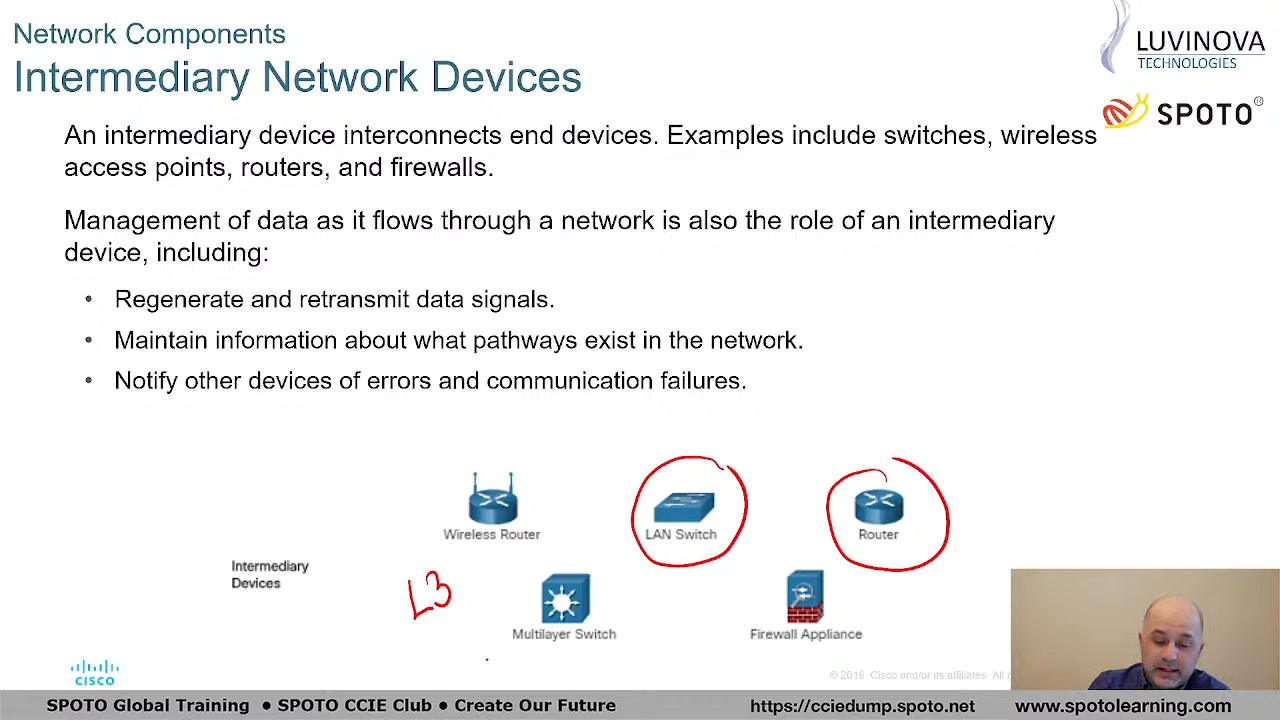 Network Components
Intermediary Network Devices
LUVINOVA
TECHNOLOGIES
SPOTO®
An intermediary device interconnects end devices. Examples include switches, wireless
access points, routers, and firewalls.
Management of data as it flows through a network is also the role of an intermediary
device, including:
• Regenerate and retransmit data signals.
• Maintain information about what pathways exist in the network.
• Notify other devices of errors and communication failures.
Wireless Router
LAN Switch
Router
Intermediary
Devices
L3
Multilayer Switch
Firewall Appliance
CISCO
© 2016 Cisco and/or its affiliates. All
SPOTO Global Training ● SPOTO CCIE Club ● Create Our Future
https://cciedump.spoto.net
www.spotolearning.com